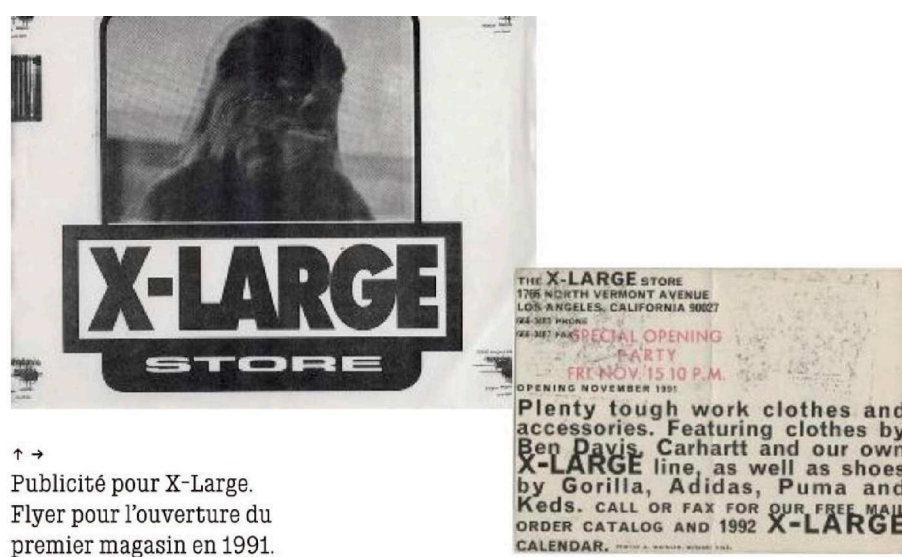 X-LARGE
STORE
↑ →
Publicité pour X-Large.
Flyer pour l'ouverture du
premier magasin en 1991.
THE X-LARGE STORE
1766 NORTH VERMONT AVENUE
LOS ANGELES, CALIFORNIA 90027
PHONE
FAX
SPECIAL OPENING
PARTY
FRI NOV. 15 10 P.M.
OPENING NOVEMBER 1991
Plenty tough work clothes and
accessories. Featuring clothes by
Ben Davis, Carhartt and our own
X-LARGE line, as well as shoes
by Gorilla, Adidas, Puma and
Keds. CALL OR FAX FOR OUR FREE MAIL
ORDER CATALOG AND 1992 X-LARGE
CALENDAR.